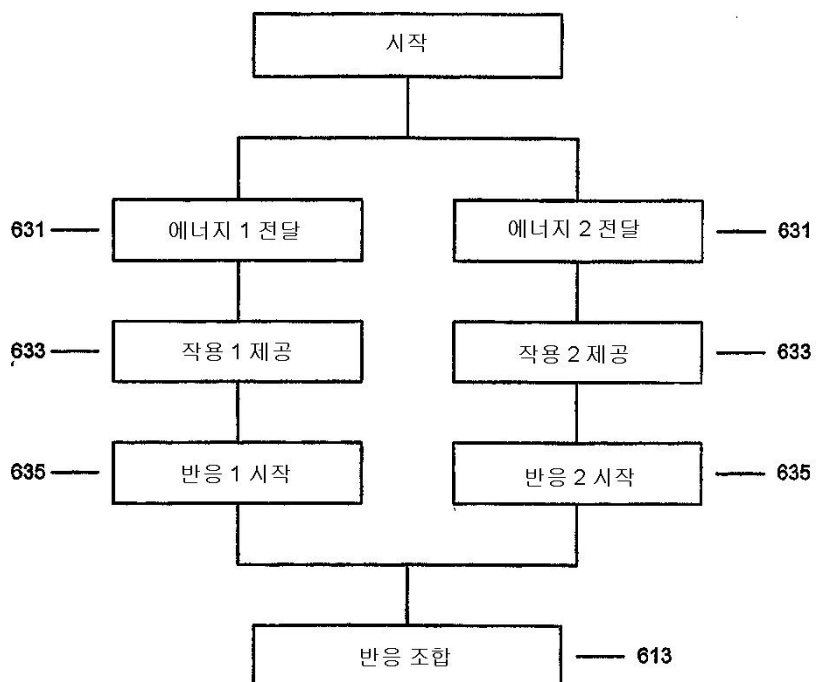 시작
631 에너지 1 전달 에너지 2 전달 631
633 작용 1 제공 작용 2 제공 633
635 반응 1 시작 반응 2 시작 635
반응 조합 613